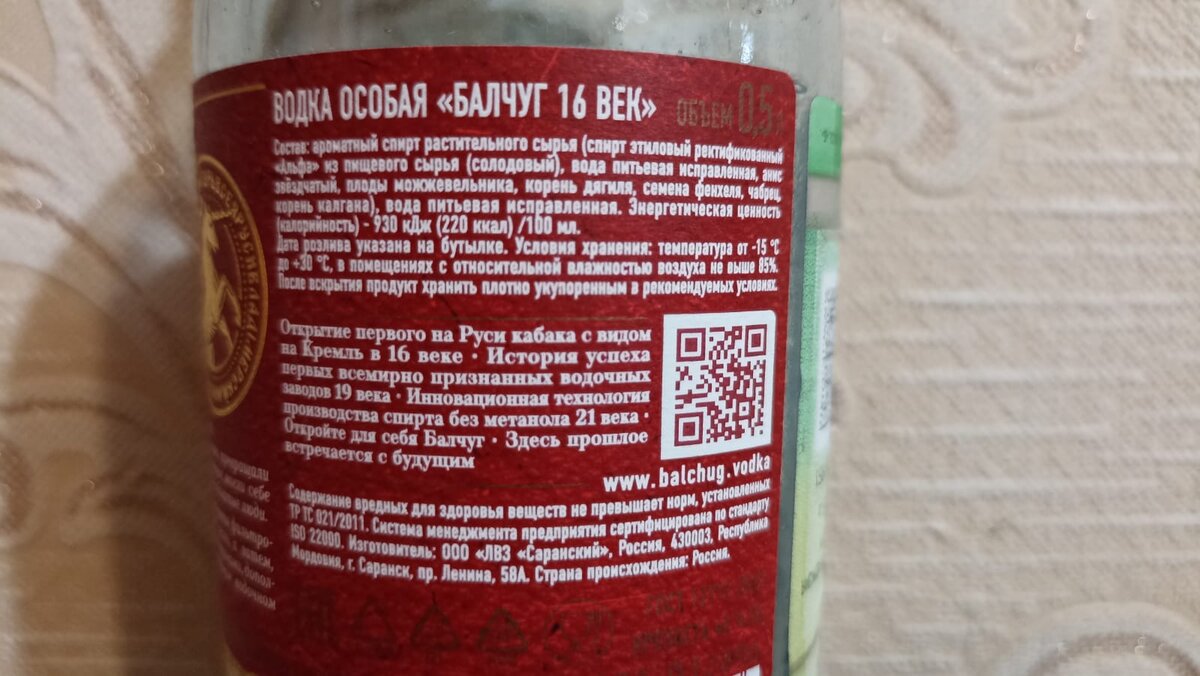 ВОДКА ОСОБАЯ «БАЛЧУГ 16 ВЕК» ОБЪЕМ 0,5
Состав: ароматный спирт растительного сырья (спирт этиловый ректификованный
«Альфа» из пищевого сырья (солодовый), вода питьевая исправленная, анис
звёздчатый, плоды можжевельника, корень дягиля, семена фенхеля, чабрец,
корень калгана), вода питьевая исправленная. Энергетическая ценность
(калорийность) - 930 кДж (220 ккал) /100 мл.
Дата розлива указана на бутылке. Условия хранения: температура от -15 °С
до +30 °С, в помещениях с относительной влажностью воздуха не выше 85%.
После вскрытия продукт хранить плотно укупоренным в рекомендуемых условиях.
Открытие первого на Руси кабака с видом
на Кремль в 16 веке · История успеха
первых всемирно признанных водочных
заводов 19 века · Инновационная технология
производства спирта без метанола 21 века ·
Откройте для себя Балчуг · Здесь прошлое
встречается с будущим
www.balchug.vodka
Содержание вредных для здоровья веществ не превышает норм, установленных
ТР ТС 021/2011. Система менеджмента предприятия сертифицирована по стандарту
ISO 22000. Изготовитель: ООО «ЛВЗ «Саранский», Россия, 430003, Республика
Мордовия, г. Саранск, пр. Ленина, 58А. Страна происхождения: Россия.